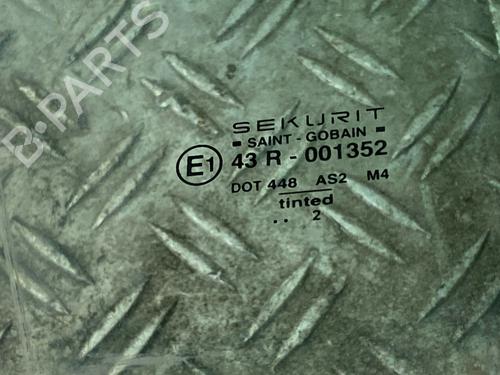 B-PARTS
SEKURIT
SAINT-GOBAIN
E1 43 R - 001352
DOT 448 AS2 M4
tinted
.. 2